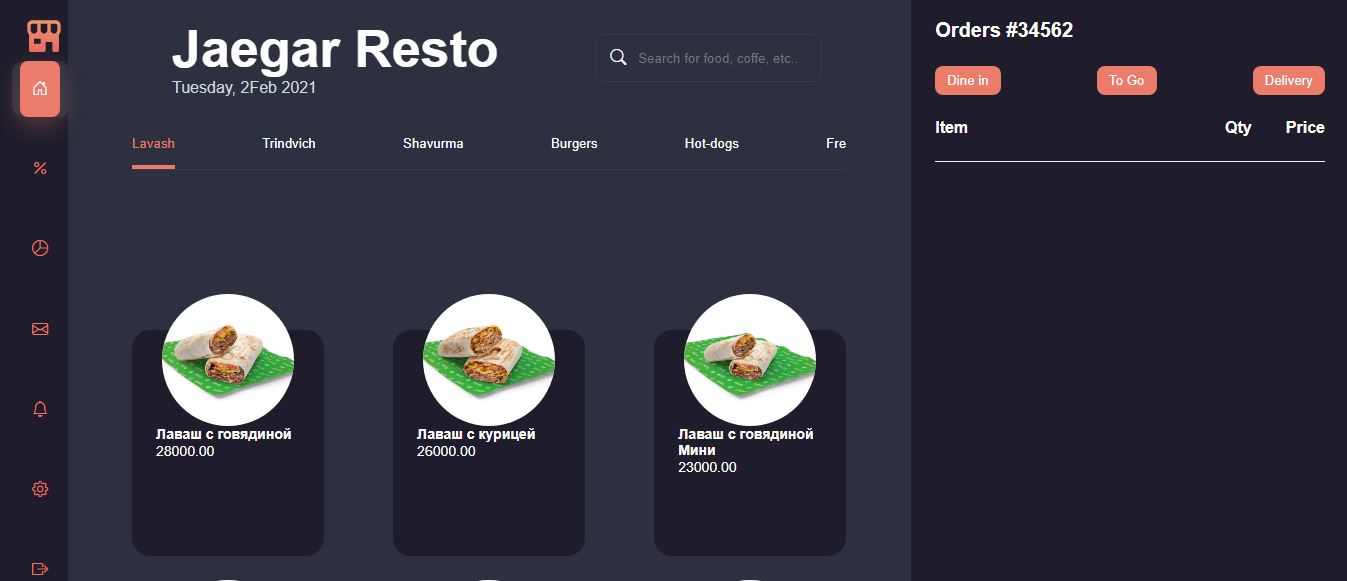 Jaegar Resto
Tuesday, 2Feb 2021
Search for food, coffe, etc..
Lavash Trindvich Shavurma Burgers Hot-dogs Fre
Лаваш с говядиной
28000.00
Лаваш с курицей
26000.00
Лаваш с говядиной
Мини
23000.00
Orders #34562
Dine in To Go Delivery
Item Qty Price